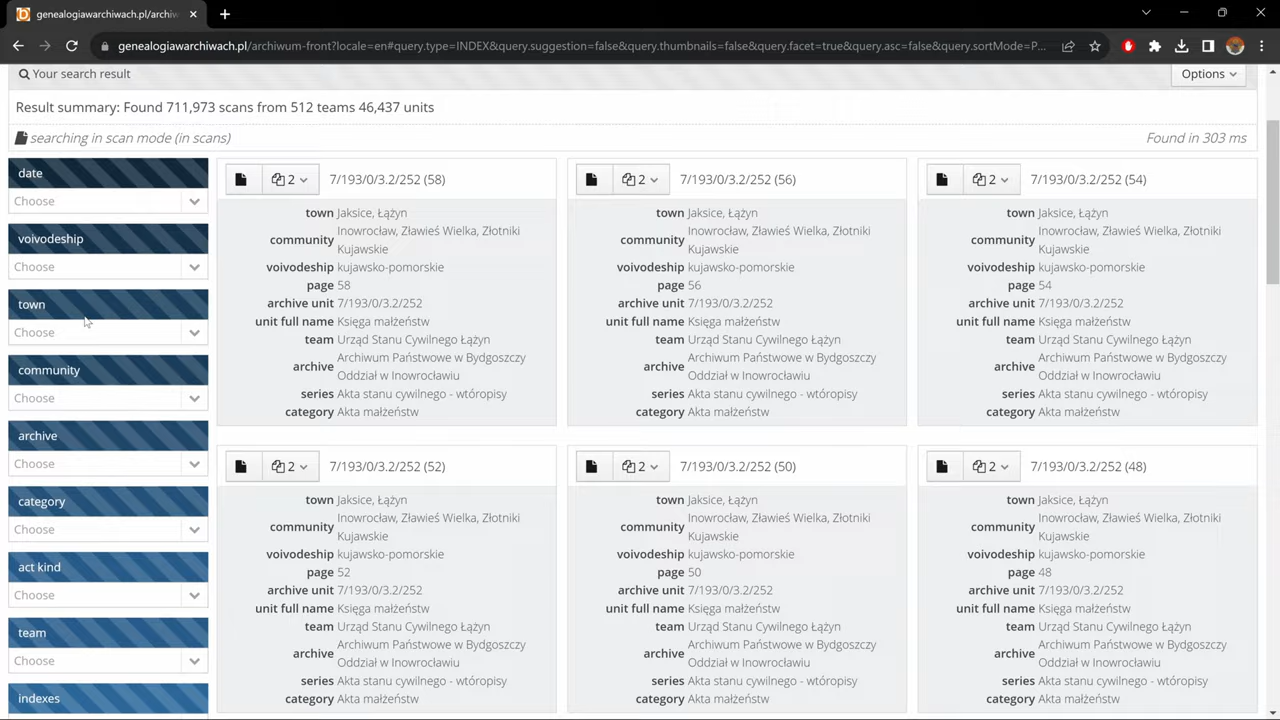 genealogiawarchiwach.pl/archiw
genealogiawarchiwach.pl/archiwum-front?locale=en#query.type=INDEX&query.suggestion=false&query.thumbnails=false&query.facet=true&query.asc=false&query.sortMode=P...
Your search result
Options
Result summary: Found 711,973 scans from 512 teams 46,437 units
searching in scan mode (in scans)
Found in 303 ms
date
Choose
voivodeship
Choose
town
Choose
community
Choose
archive
Choose
category
Choose
act kind
Choose
team
Choose
indexes
2 7/193/0/3.2/252 (58)
town Jaksice, Łążyn
community Inowrocław, Zławieś Wielka, Złotniki
Kujawskie
voivodeship kujawsko-pomorskie
page 58
archive unit 7/193/0/3.2/252
unit full name Księga małżeństw
team Urząd Stanu Cywilnego Łążyn
archive Archiwum Państwowe w Bydgoszczy
Oddział w Inowrocławiu
series Akta stanu cywilnego - wtóropisy
category Akta małżeństw
2 7/193/0/3.2/252 (56)
town Jaksice, Łążyn
community Inowrocław, Zławieś Wielka, Złotniki
Kujawskie
voivodeship kujawsko-pomorskie
page 56
archive unit 7/193/0/3.2/252
unit full name Księga małżeństw
team Urząd Stanu Cywilnego Łążyn
archive Archiwum Państwowe w Bydgoszczy
Oddział w Inowrocławiu
series Akta stanu cywilnego - wtóropisy
category Akta małżeństw
2 7/193/0/3.2/252 (54)
town Jaksice, Łążyn
community Inowrocław, Zławieś Wielka, Złotniki
Kujawskie
voivodeship kujawsko-pomorskie
page 54
archive unit 7/193/0/3.2/252
unit full name Księga małżeństw
team Urząd Stanu Cywilnego Łążyn
archive Archiwum Państwowe w Bydgoszczy
Oddział w Inowrocławiu
series Akta stanu cywilnego - wtóropisy
category Akta małżeństw
2 7/193/0/3.2/252 (52)
town Jaksice, Łążyn
community Inowrocław, Zławieś Wielka, Złotniki
Kujawskie
voivodeship kujawsko-pomorskie
page 52
archive unit 7/193/0/3.2/252
unit full name Księga małżeństw
team Urząd Stanu Cywilnego Łążyn
archive Archiwum Państwowe w Bydgoszczy
Oddział w Inowrocławiu
series Akta stanu cywilnego - wtóropisy
category Akta małżeństw
2 7/193/0/3.2/252 (50)
town Jaksice, Łążyn
community Inowrocław, Zławieś Wielka, Złotniki
Kujawskie
voivodeship kujawsko-pomorskie
page 50
archive unit 7/193/0/3.2/252
unit full name Księga małżeństw
team Urząd Stanu Cywilnego Łążyn
archive Archiwum Państwowe w Bydgoszczy
Oddział w Inowrocławiu
series Akta stanu cywilnego - wtóropisy
category Akta małżeństw
2 7/193/0/3.2/252 (48)
town Jaksice, Łążyn
community Inowrocław, Zławieś Wielka, Złotniki
Kujawskie
voivodeship kujawsko-pomorskie
page 48
archive unit 7/193/0/3.2/252
unit full name Księga małżeństw
team Urząd Stanu Cywilnego Łążyn
archive Archiwum Państwowe w Bydgoszczy
Oddział w Inowrocławiu
series Akta stanu cywilnego - wtóropisy
category Akta małżeństw